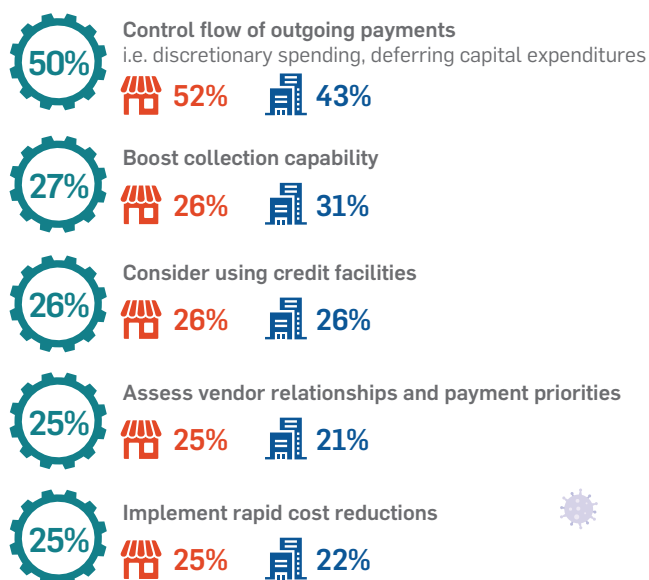 50%
Control flow of outgoing payments
i.e. discretionary spending, deferring capital expenditures
52% 43%
27%
Boost collection capability
26% 31%
26%
Consider using credit facilities
26% 26%
25%
Assess vendor relationships and payment priorities
25% 21%
25%
Implement rapid cost reductions
25% 22%